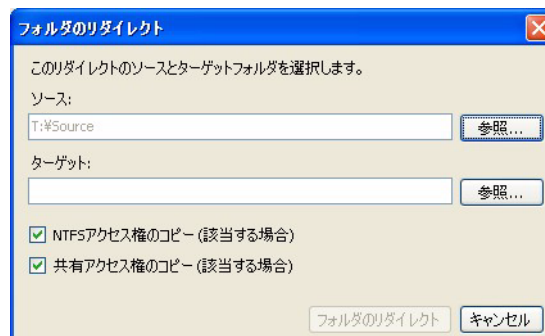 フォルダのリダイレクト
このリダイレクトのソースとターゲットフォルダを選択します。
ソース:
T:¥Source
参照...
ターゲット:
参照...
NTFSアクセス権のコピー(該当する場合)
共有アクセス権のコピー(該当する場合)
フォルダのリダイレクト
キャンセル